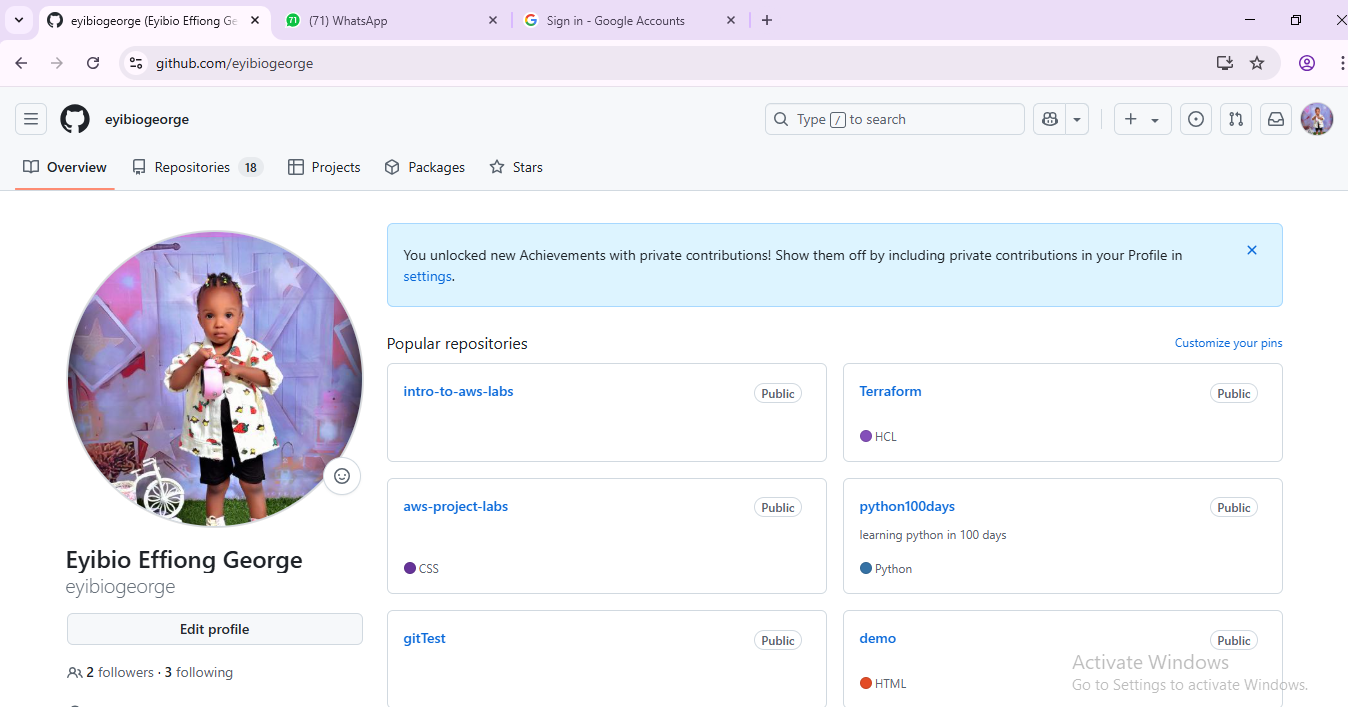 eyibiogeorge (Eyibio Effiong Ge
(71) WhatsApp
Sign in - Google Accounts
github.com/eyibiogeorge
eyibiogeorge
Type / to search
Overview
Repositories 18
Projects
Packages
Stars
You unlocked new Achievements with private contributions! Show them off by including private contributions in your Profile in
settings.
Popular repositories
Customize your pins
intro-to-aws-labs
Public
Terraform
Public
HCL
aws-project-labs
Public
CSS
python100days
Public
learning python in 100 days
Python
gitTest
Public
demo
Public
HTML
Eyibio Effiong George
eyibiogeorge
Edit profile
2 followers · 3 following
Activate Windows
Go to Settings to activate Windows.